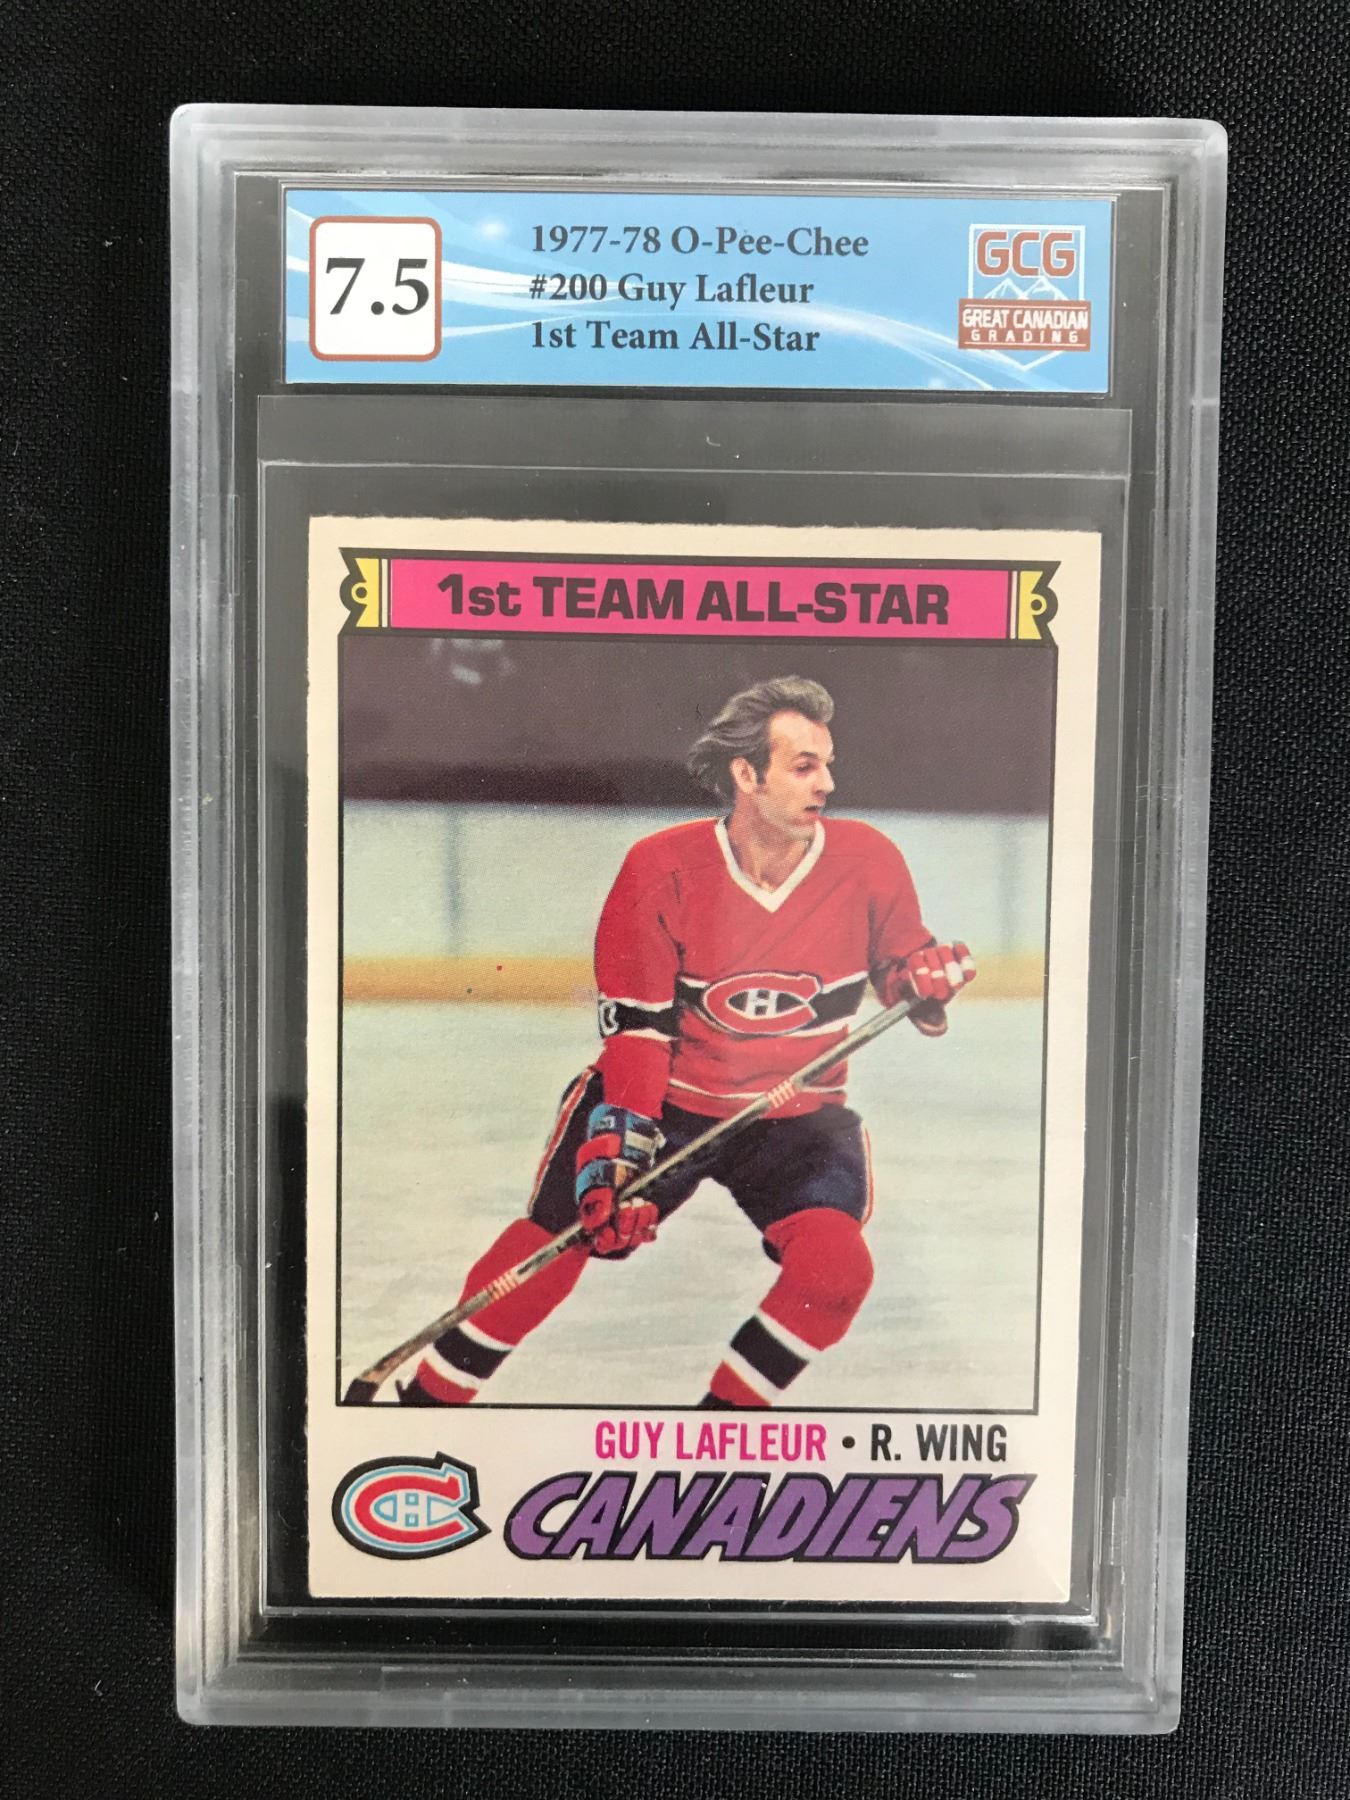 7.5
1977-78 O-Pee-Chee
#200 Guy Lafleur
1st Team All-Star
GCG
GREAT CANADIAN
GRADING
1st TEAM ALL-STAR
GUY LAFLEUR • R. WING
CANADIENS